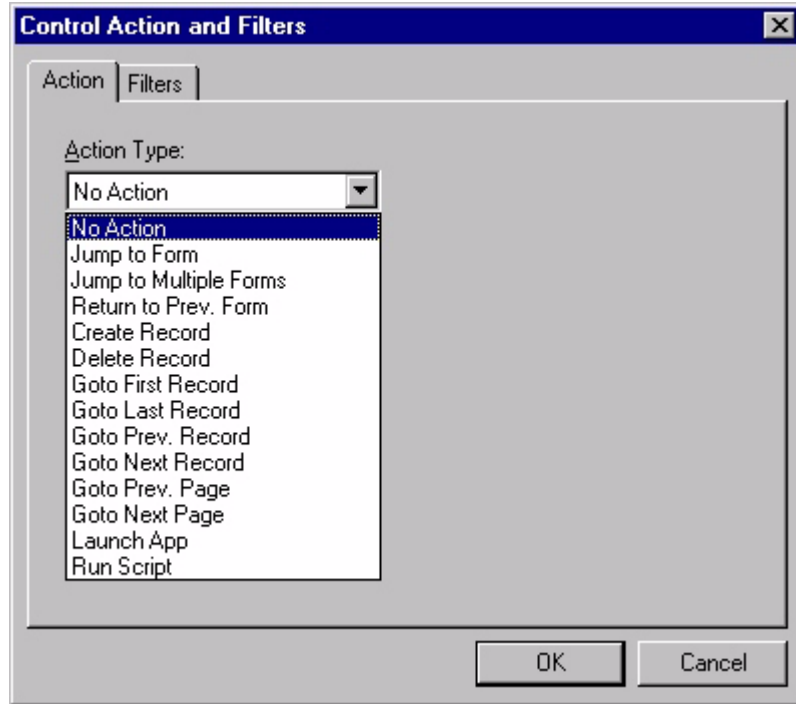 Control Action and Filters
Action Filters
Action Type:
No Action
No Action
Jump to Form
Jump to Multiple Forms
Return to Prev. Form
Create Record
Delete Record
Goto First Record
Goto Last Record
Goto Prev. Record
Goto Next Record
Goto Prev. Page
Goto Next Page
Launch App
Run Script
OK Cancel